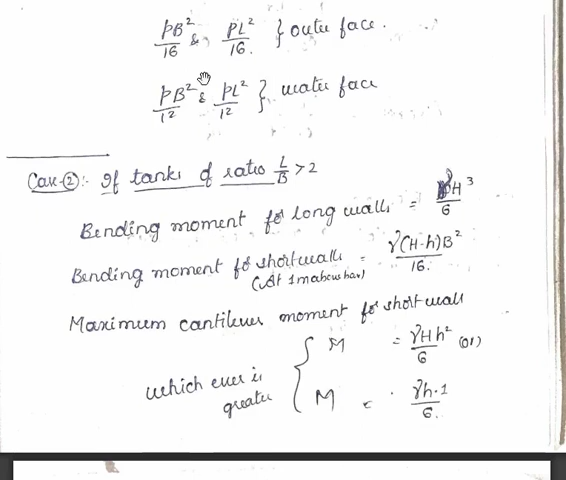 pB²/16 & pL²/16. } outer face.
pB²/12 & pL²/12 } water face
Case-②:- If tanks of ratio L/B > 2
Bending moment for long walls = γH³/6
Bending moment for short walls = γ(H-h)B²/16.
(At 1m above bar)
Maximum cantilever moment for short wall
which ever is greater { M = γHh²/6 (or)
M = γh·1/6.